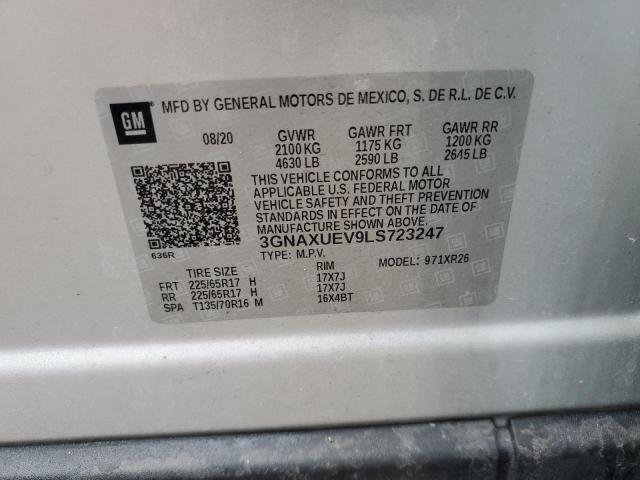 GM
MFD BY GENERAL MOTORS DE MEXICO, S. DE R.L. DE C.V.
08/20 GVWR GAWR FRT GAWR RR
2100 KG 1175 KG 1200 KG
4630 LB 2590 LB 2645 LB
THIS VEHICLE CONFORMS TO ALL
APPLICABLE U.S. FEDERAL MOTOR
VEHICLE SAFETY AND THEFT PREVENTION
STANDARDS IN EFFECT ON THE DATE OF
MANUFACTURE SHOWN ABOVE.
3GNAXUEV9LS723247
636R
TYPE: M.P.V. MODEL: 971XR26
TIRE SIZE RIM
FRT 225/65R17 H 17X7J
RR 225/65R17 H 17X7J
SPA T135/70R16 M 16X4BT